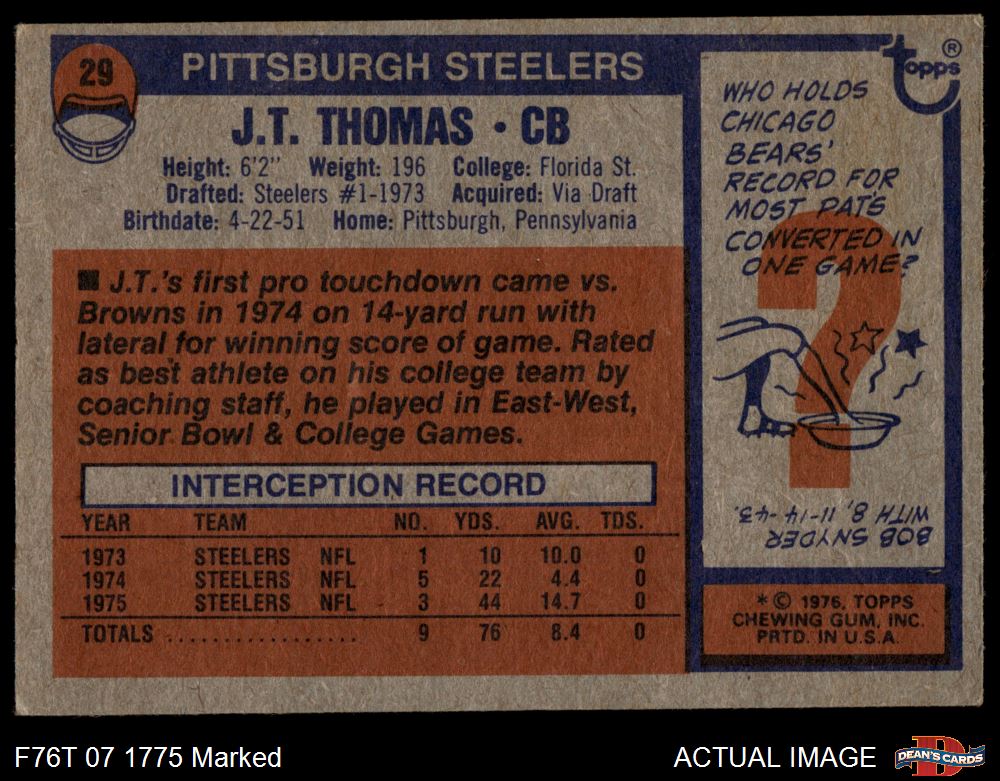 29
PITTSBURGH STEELERS
J.T. THOMAS • CB
Height: 6'2" Weight: 196 College: Florida St.
Drafted: Steelers #1-1973 Acquired: Via Draft
Birthdate: 4-22-51 Home: Pittsburgh, Pennsylvania
■ J.T.'s first pro touchdown came vs.
Browns in 1974 on 14-yard run with
lateral for winning score of game. Rated
as best athlete on his college team by
coaching staff, he played in East-West,
Senior Bowl & College Games.
INTERCEPTION RECORD
YEAR TEAM NO. YDS. AVG. TDS.
1973 STEELERS NFL 1 10 10.0 0
1974 STEELERS NFL 5 22 4.4 0
1975 STEELERS NFL 3 44 14.7 0
TOTALS .................. 9 76 8.4 0
Topps ®
WHO HOLDS
CHICAGO
BEARS'
RECORD FOR
MOST PATS
CONVERTED IN
ONE GAME?
BOB SNYDER
WITH 8, 11-14-43.
* © 1976, TOPPS
CHEWING GUM, INC.
PRTD. IN U.S.A.
F76T 07 1775 Marked
ACTUAL IMAGE
D
DEAN'S CARDS